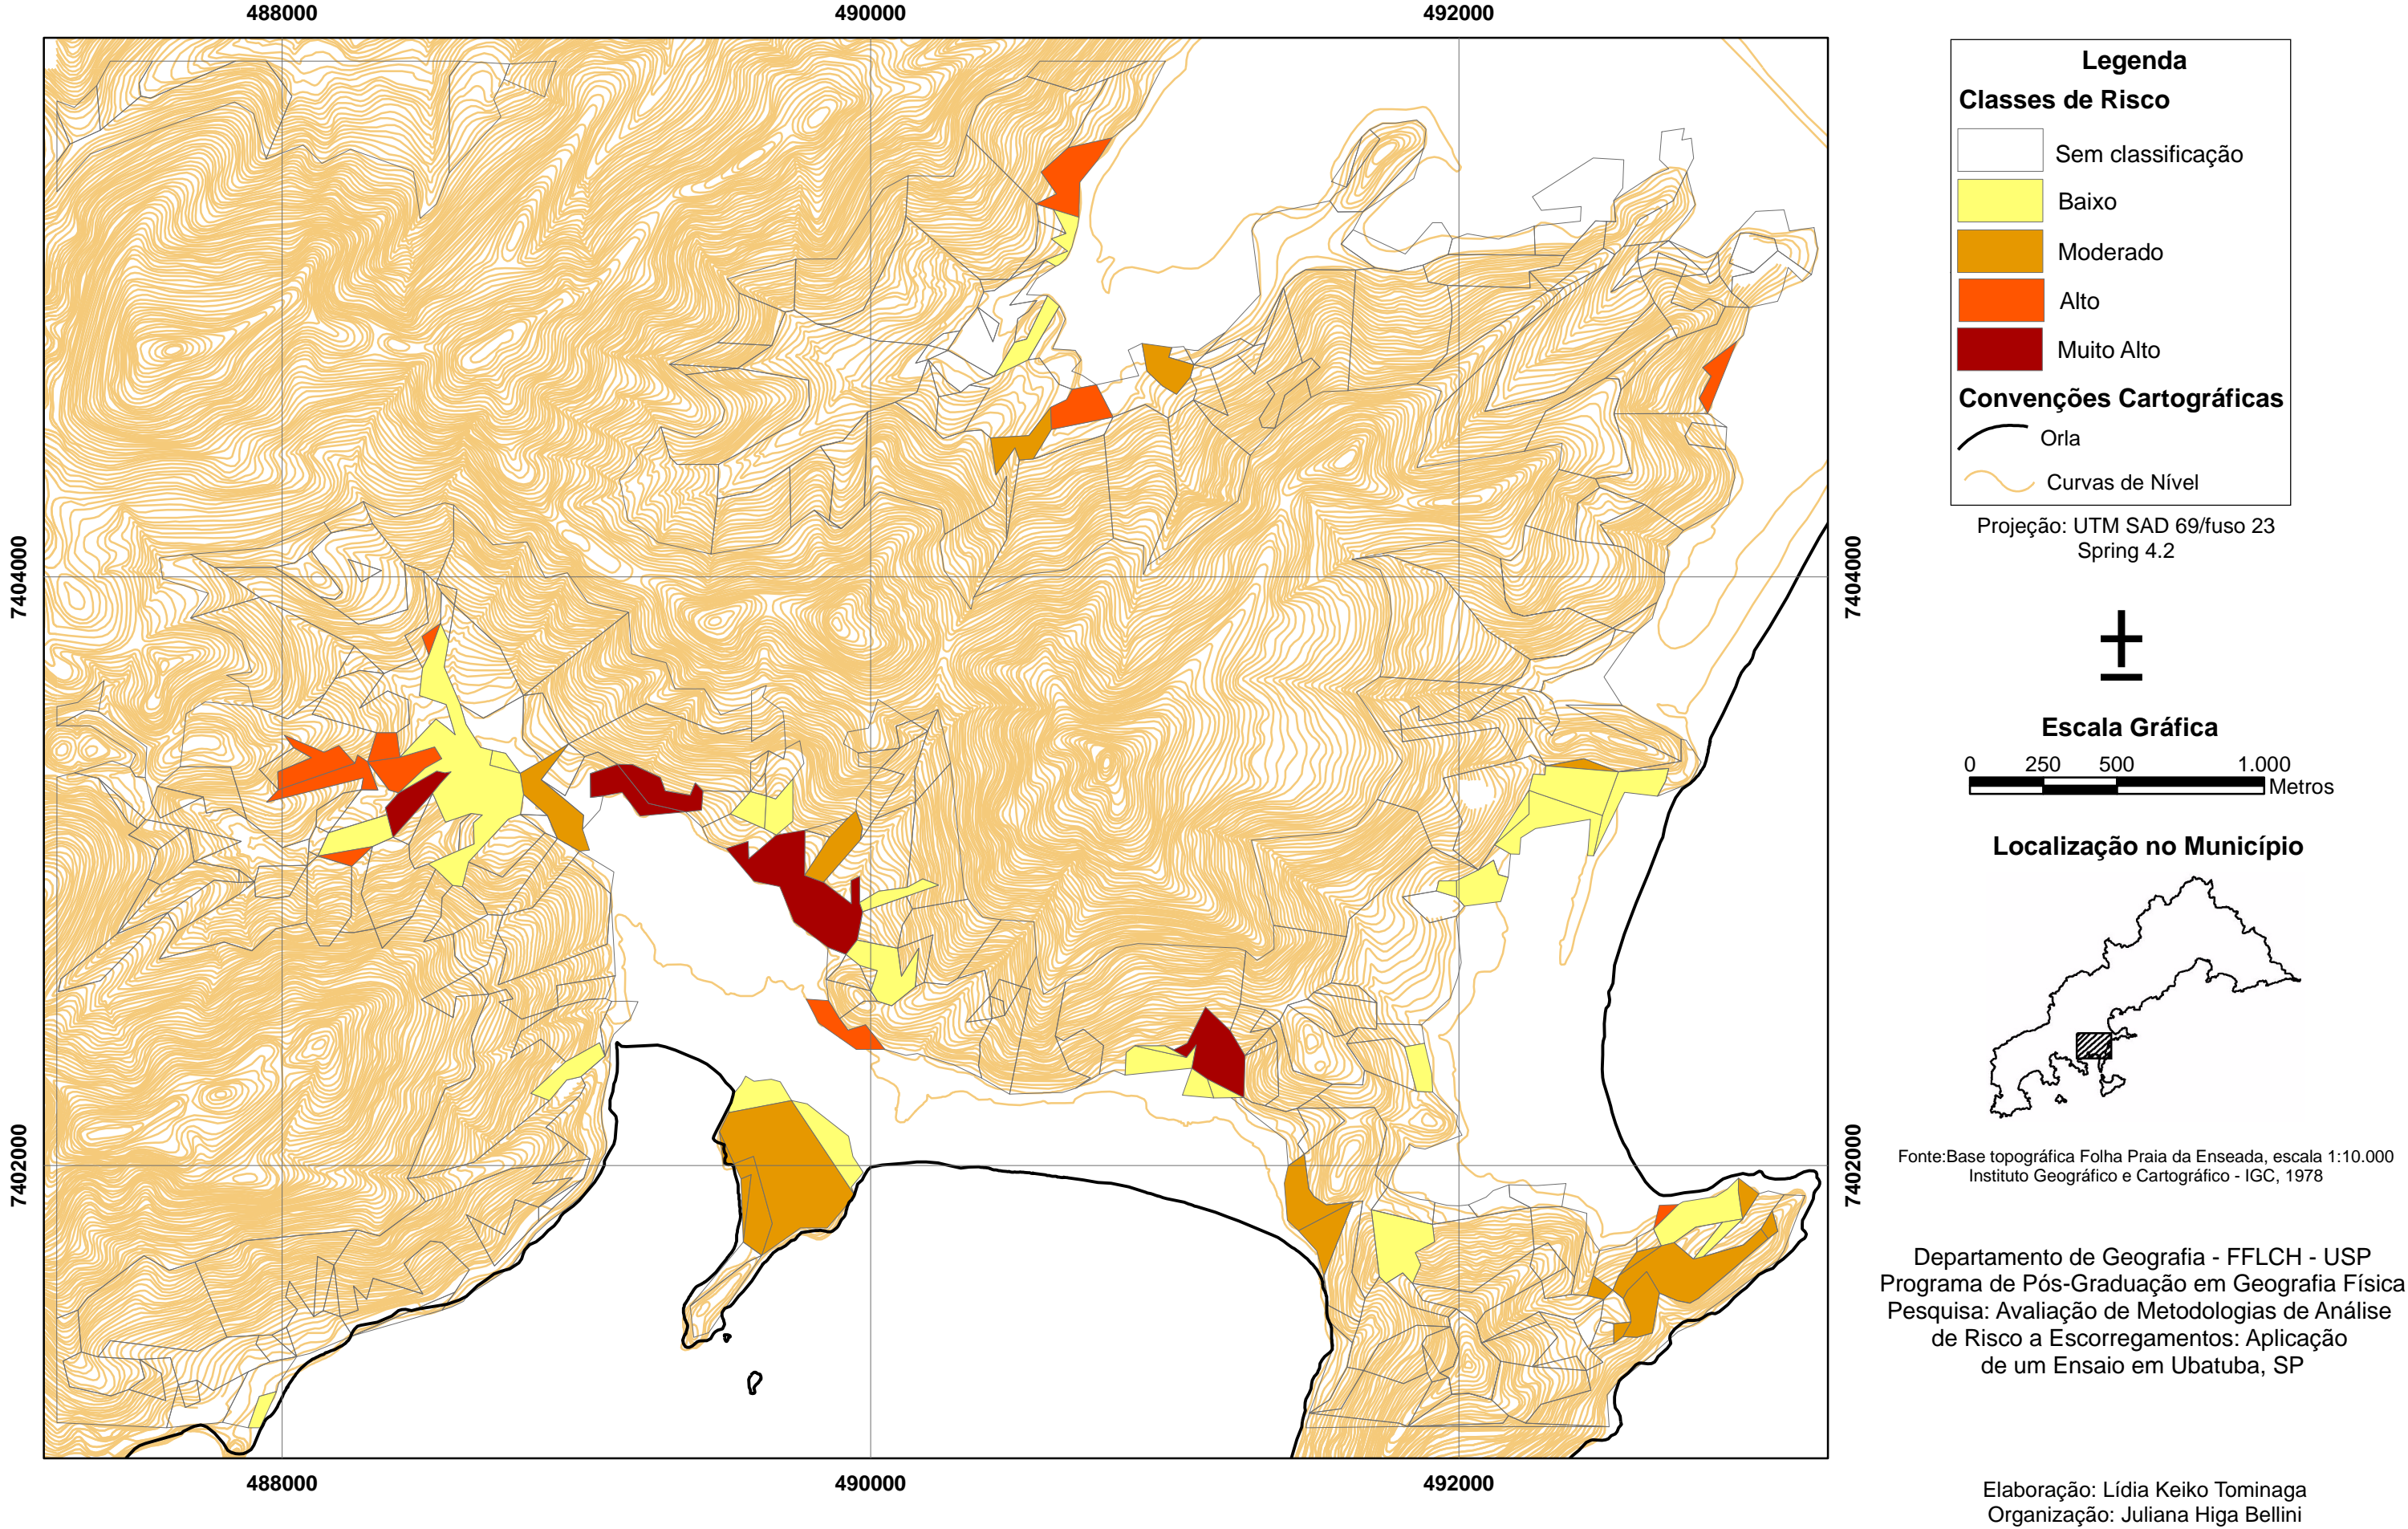 488000
490000
492000
7404000
7402000
7404000
7402000
488000
490000
492000
Legenda
Classes de Risco
Sem classificação
Baixo
Moderado
Alto
Muito Alto
Convenções Cartográficas
Orla
Curvas de Nível
Projeção: UTM SAD 69/fuso 23
Spring 4.2
Escala Gráfica
0 250 500 1.000
Metros
Localização no Município
Fonte:Base topográfica Folha Praia da Enseada, escala 1:10.000
Instituto Geográfico e Cartográfico - IGC, 1978
Departamento de Geografia - FFLCH - USP
Programa de Pós-Graduação em Geografia Física
Pesquisa: Avaliação de Metodologias de Análise
de Risco a Escorregamentos: Aplicação
de um Ensaio em Ubatuba, SP
Elaboração: Lídia Keiko Tominaga
Organização: Juliana Higa Bellini